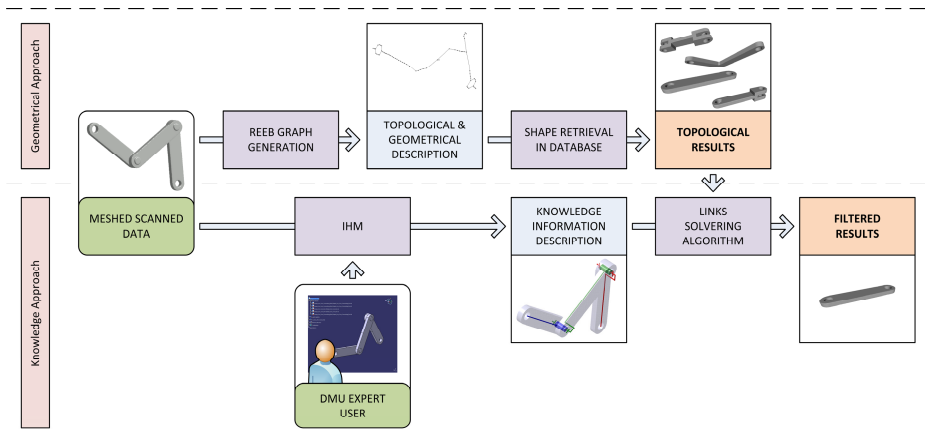 Geometrical Approach
REEB GRAPH
GENERATION
TOPOLOGICAL &
GEOMETRICAL
DESCRIPTION
SHAPE RETRIEVAL
IN DATABASE
TOPOLOGICAL
RESULTS
MESHED SCANNED
DATA
Knowledge Approach
IHM
KNOWLEDGE
INFORMATION
DESCRIPTION
LINKS
SOLVERING
ALGORITHM
FILTERED
RESULTS
DMU EXPERT
USER